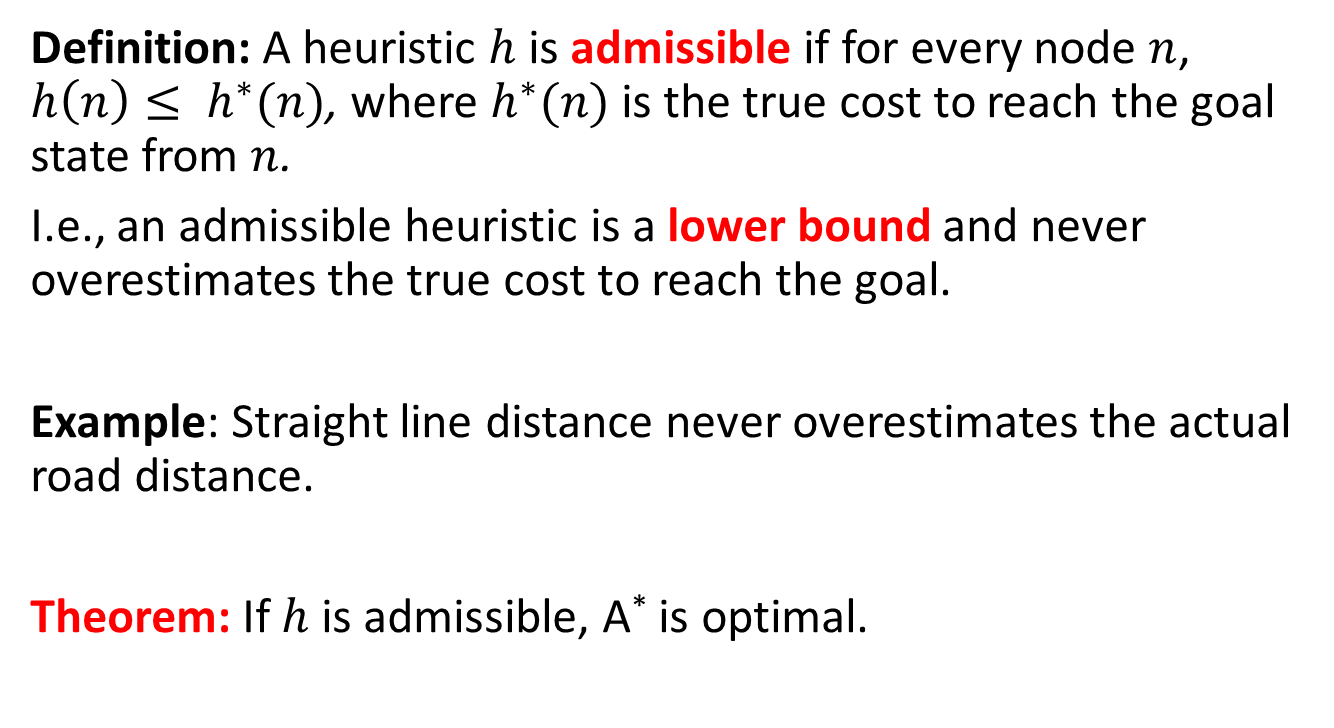 Definition: A heuristic h is admissible if for every node n,
h(n) ≤ h*(n), where h*(n) is the true cost to reach the goal
state from n.
I.e., an admissible heuristic is a lower bound and never
overestimates the true cost to reach the goal.
Example: Straight line distance never overestimates the actual
road distance.
Theorem: If h is admissible, A* is optimal.